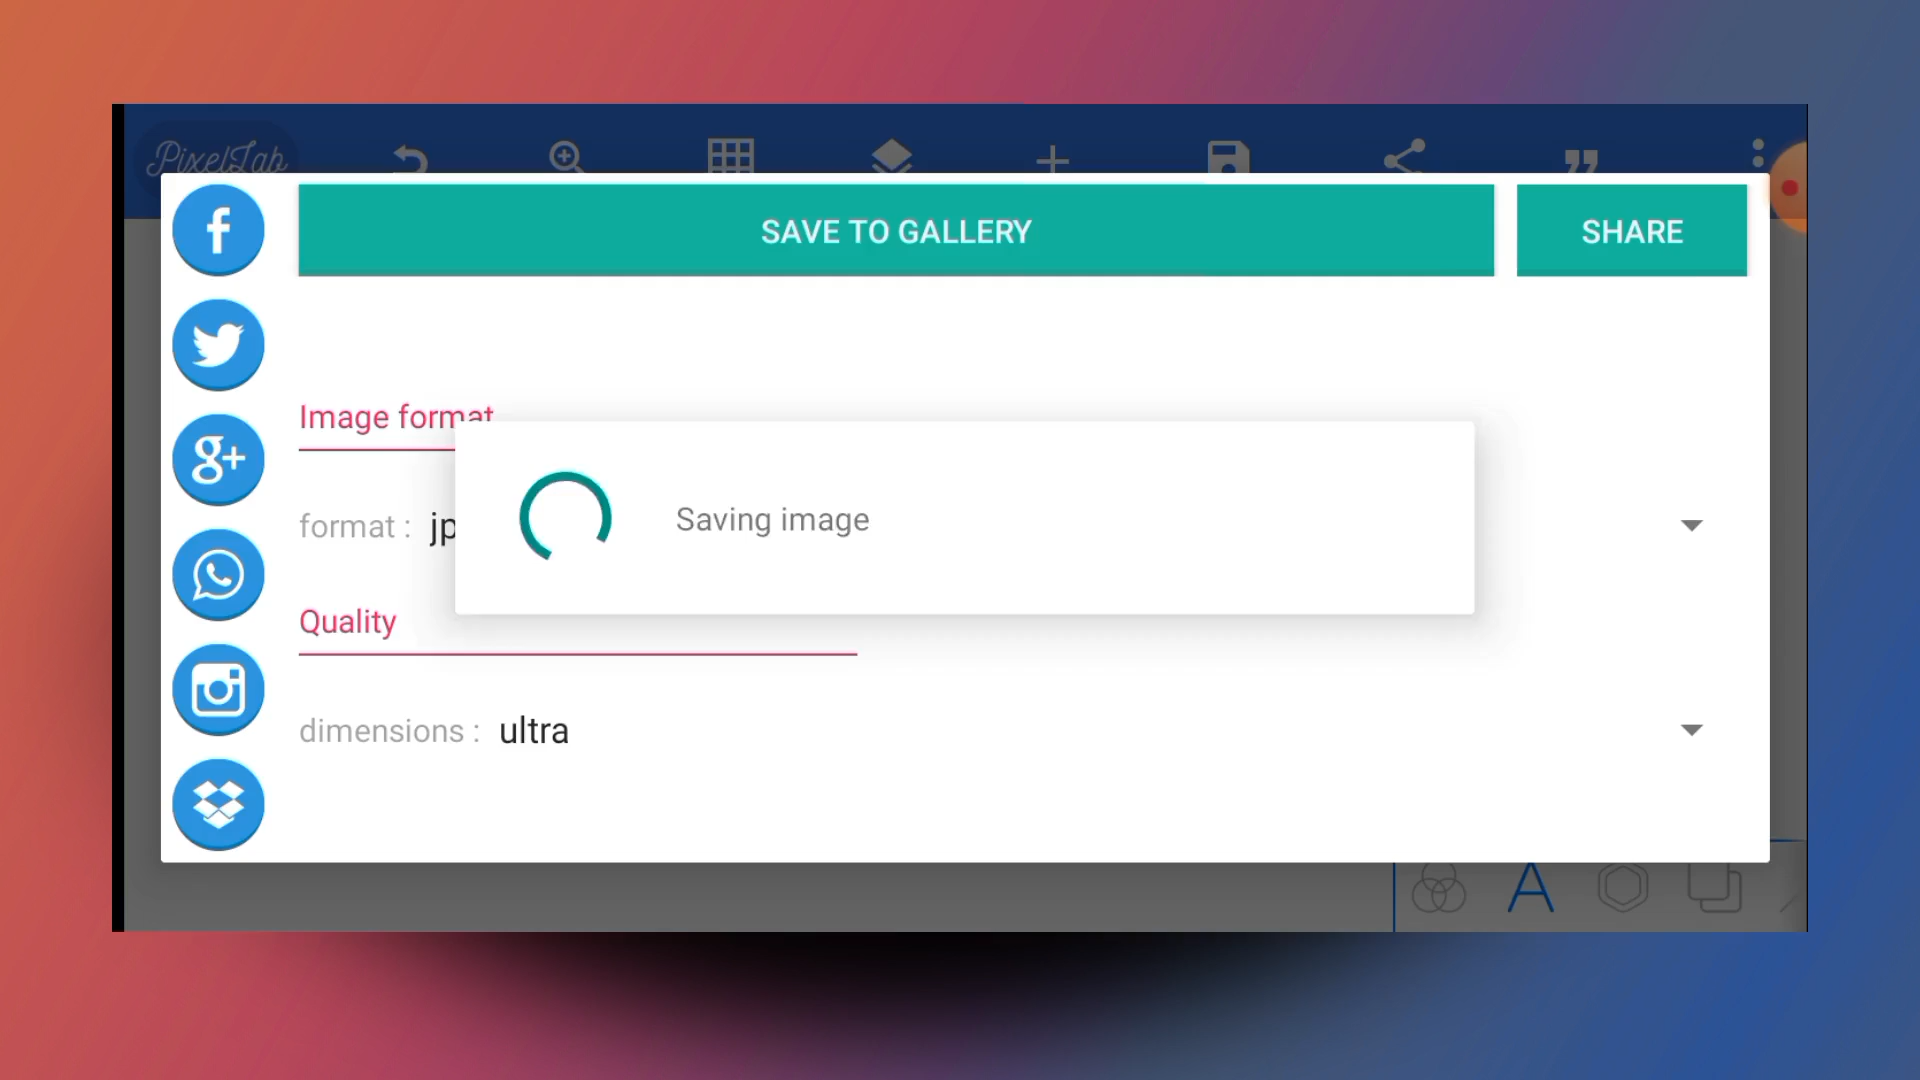 PixelLab
SAVE TO GALLERY
SHARE
Image format
format : jp
Saving image
Quality
dimensions : ultra